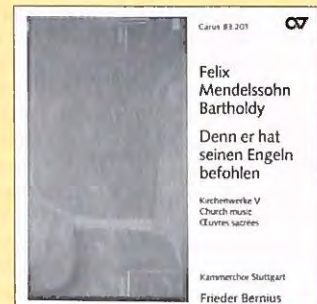 Carus 83.203
Felix
Mendelssohn
Bartholdy
Denn er hat
seinen Engeln
befohlen
Kirchenwerke V
Church music
Œuvres sacrées
Kammerchor Stuttgart
Frieder Bernius